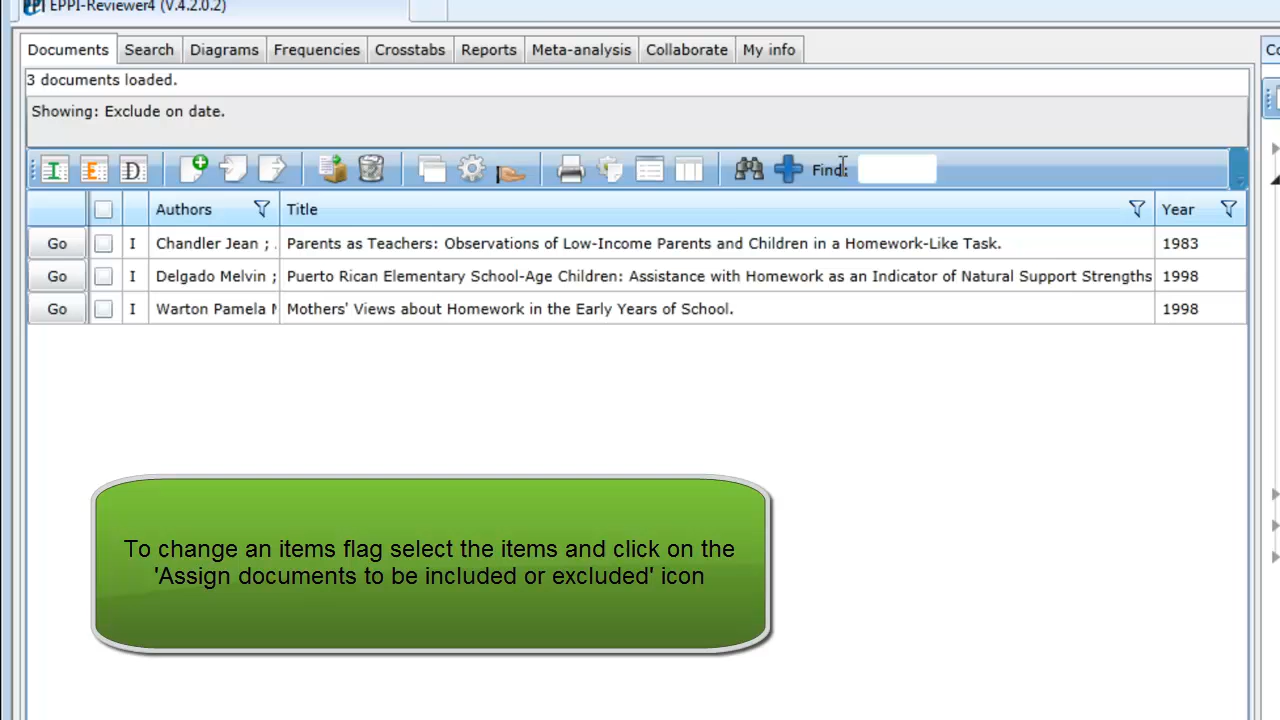 EPPI-Reviewer4 (V.4.2.0.2)
Documents Search Diagrams Frequencies Crosstabs Reports Meta-analysis Collaborate My info Co
3 documents loaded.
Showing: Exclude on date.
I E D Find:
Authors Title Year
Go I Chandler Jean ; . Parents as Teachers: Observations of Low-Income Parents and Children in a Homework-Like Task. 1983
Go I Delgado Melvin ; Puerto Rican Elementary School-Age Children: Assistance with Homework as an Indicator of Natural Support Strengths 1998
Go I Warton Pamela M Mothers' Views about Homework in the Early Years of School. 1998
To change an items flag select the items and click on the
'Assign documents to be included or excluded' icon